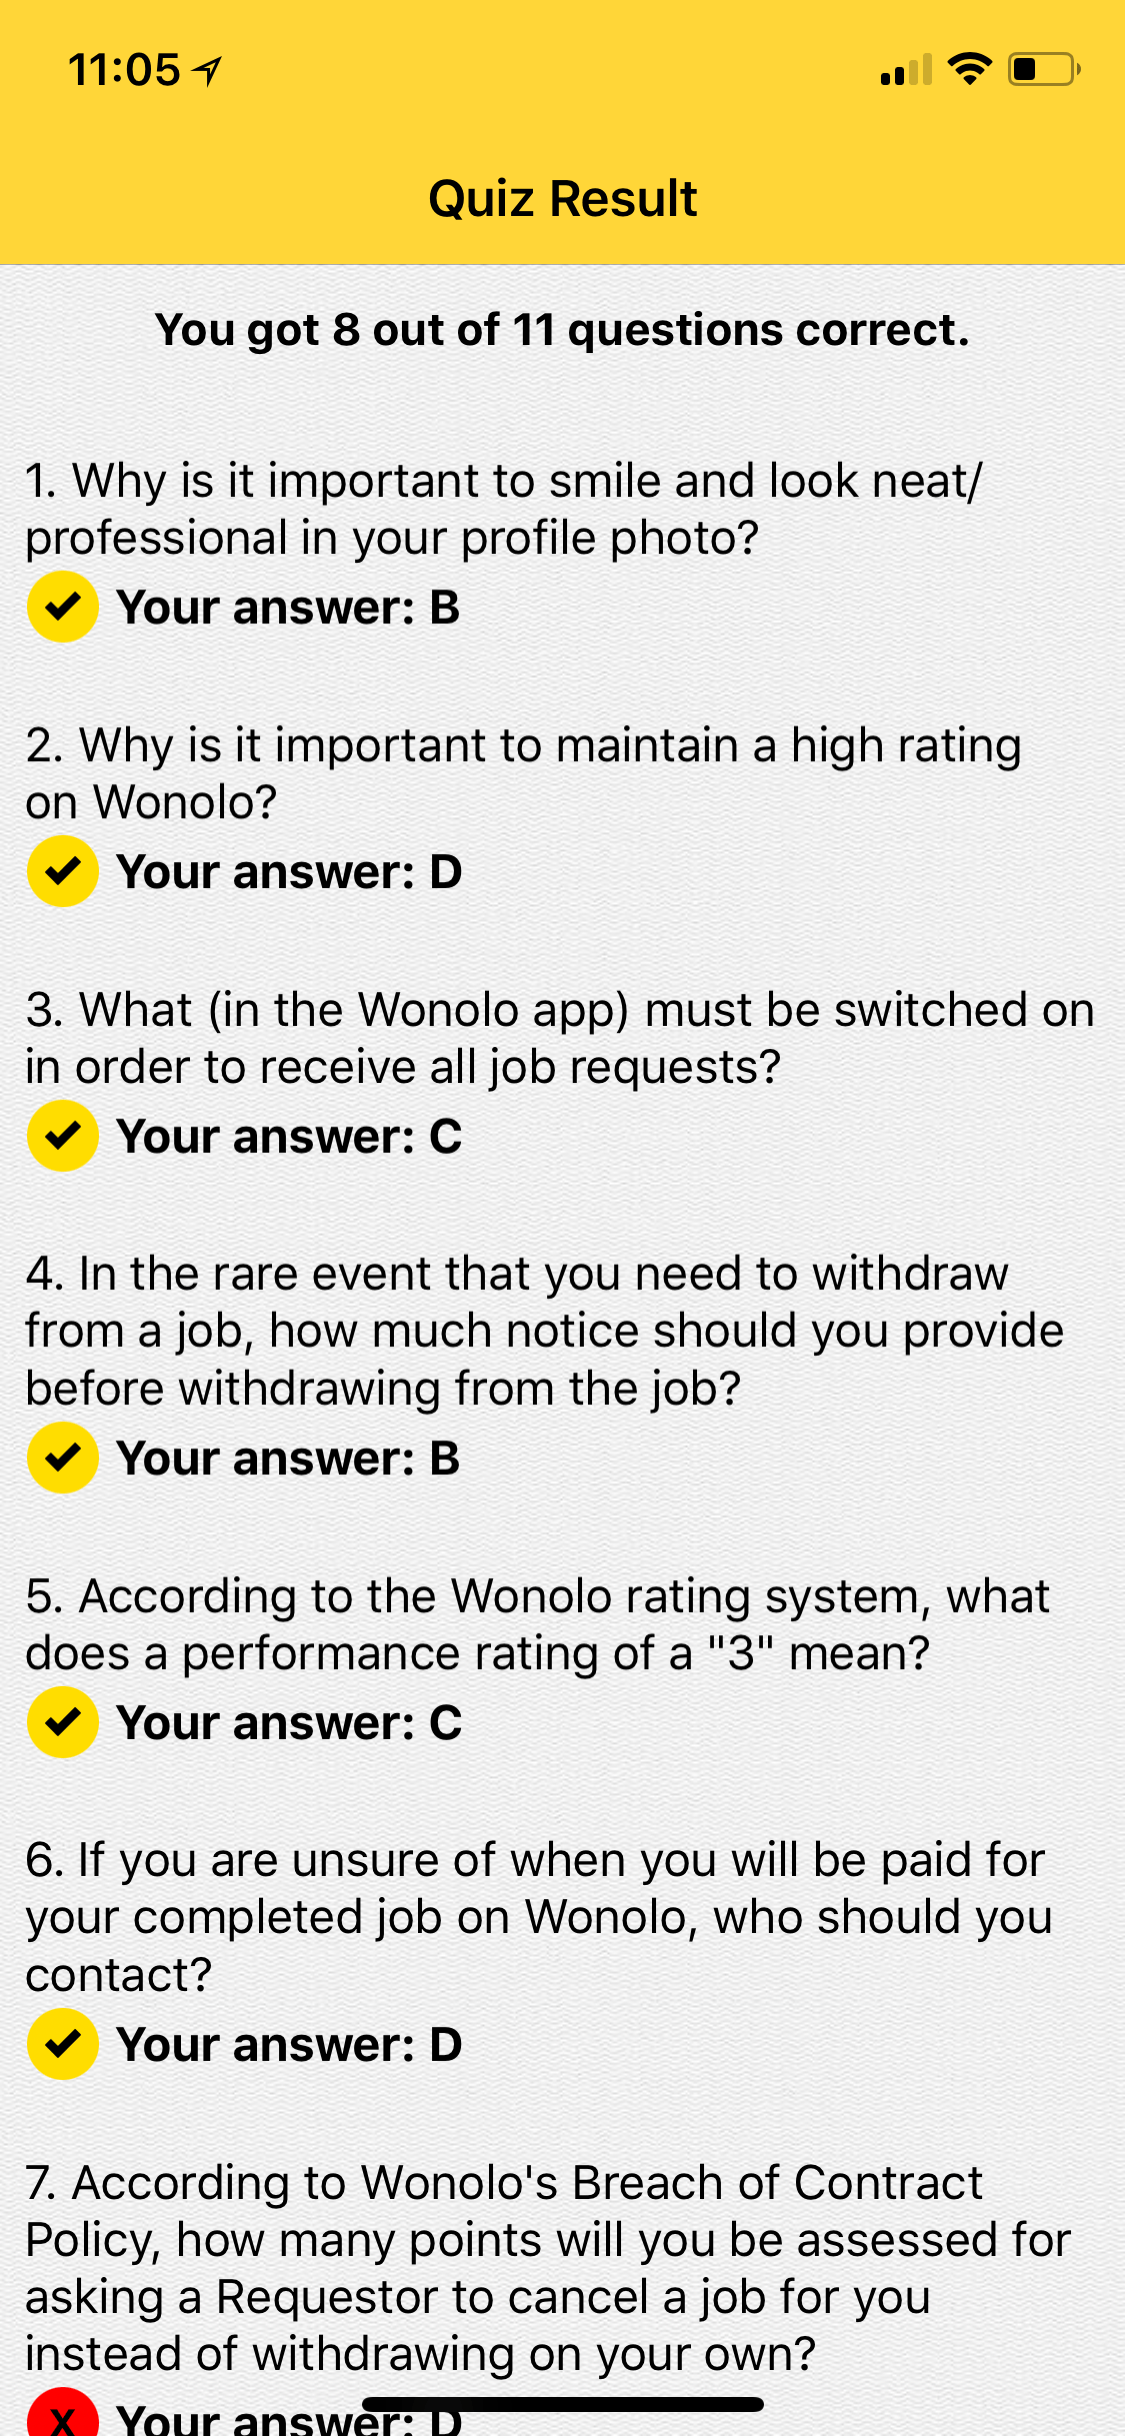 11:05
Quiz Result
You got 8 out of 11 questions correct.
1. Why is it important to smile and look neat/
professional in your profile photo?
Your answer: B
2. Why is it important to maintain a high rating
on Wonolo?
Your answer: D
3. What (in the Wonolo app) must be switched on
in order to receive all job requests?
Your answer: C
4. In the rare event that you need to withdraw
from a job, how much notice should you provide
before withdrawing from the job?
Your answer: B
5. According to the Wonolo rating system, what
does a performance rating of a "3" mean?
Your answer: C
6. If you are unsure of when you will be paid for
your completed job on Wonolo, who should you
contact?
Your answer: D
7. According to Wonolo's Breach of Contract
Policy, how many points will you be assessed for
asking a Requestor to cancel a job for you
instead of withdrawing on your own?
X Your answer: D